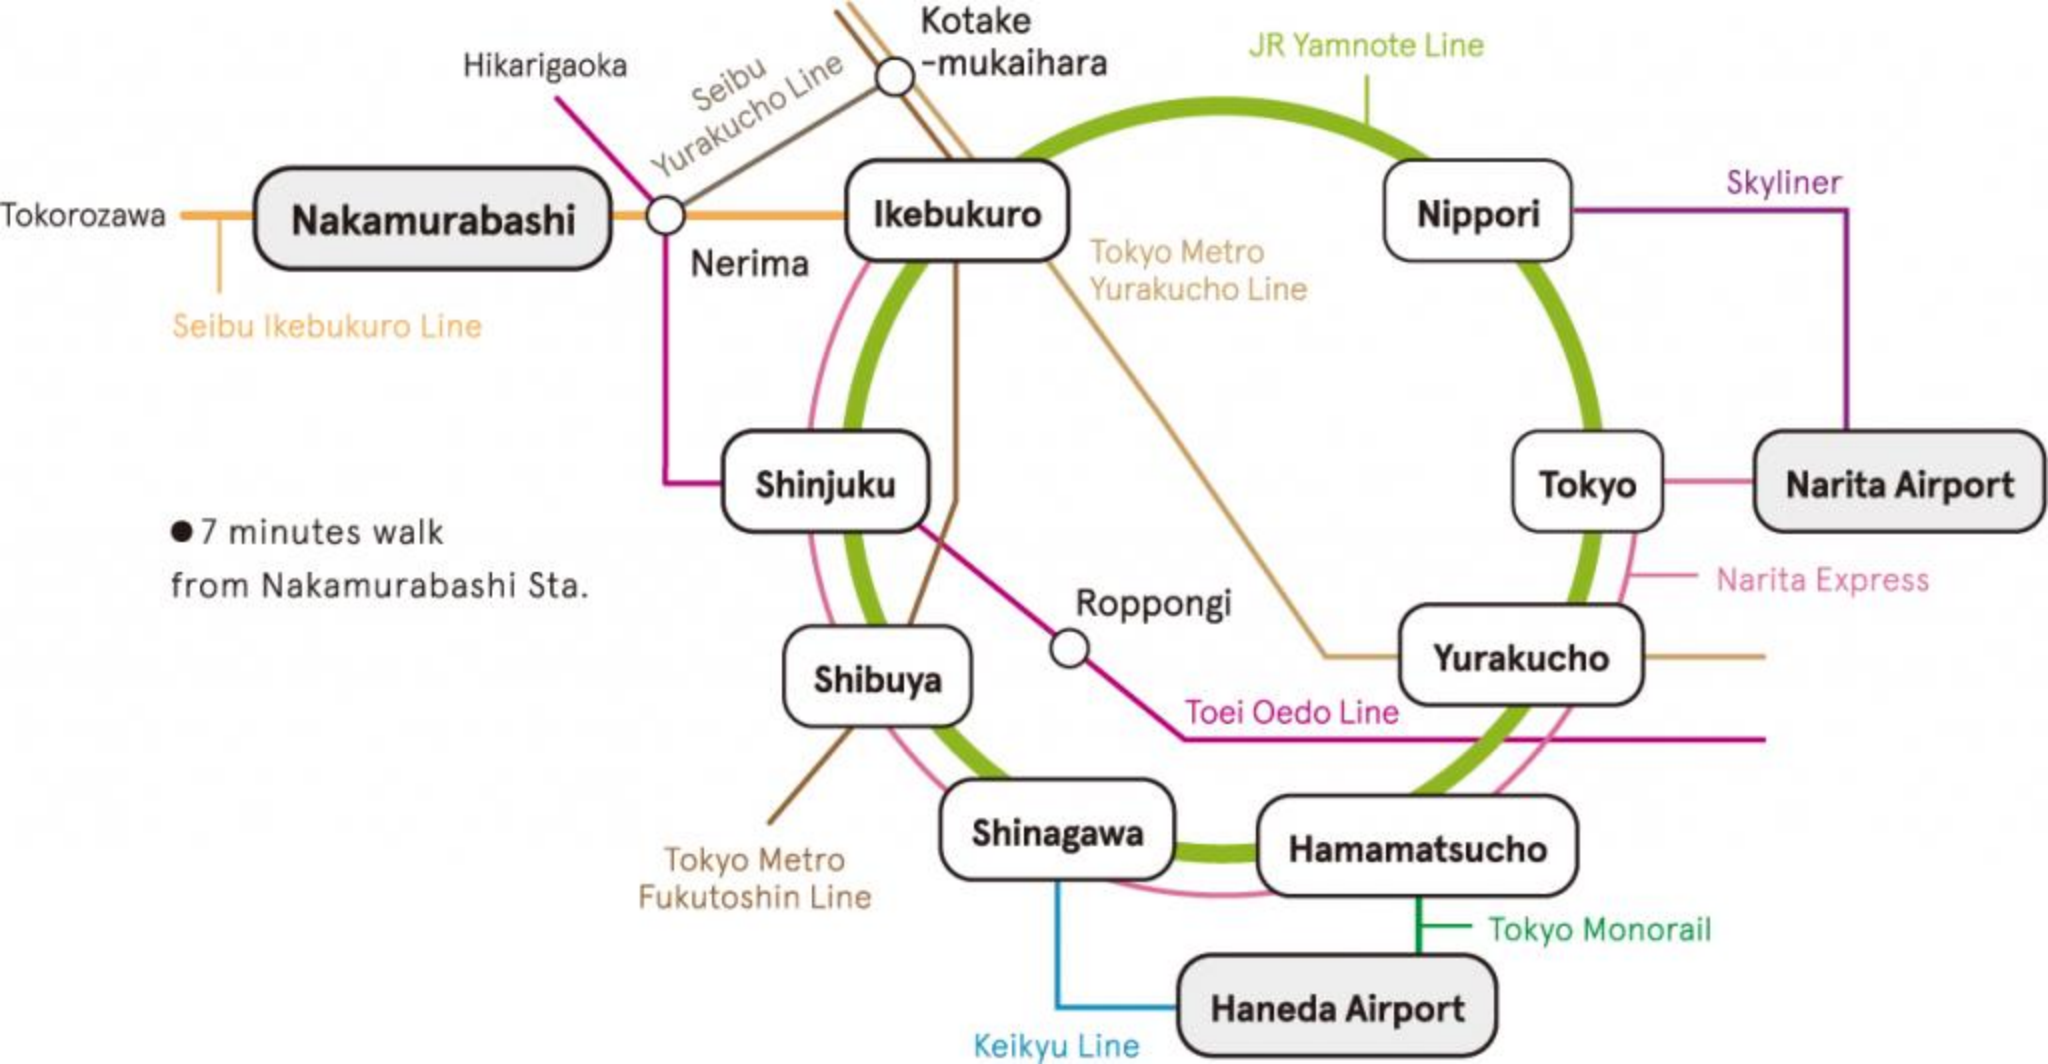 Kotake
-mukaihara
JR Yamnote Line
Hikarigaoka
Seibu
Yurakucho Line
Tokorozawa
Nakamurabashi
Ikebukuro
Nippori
Skyliner
Nerima
Tokyo Metro
Yurakucho Line
Seibu Ikebukuro Line
Shinjuku
Tokyo
Narita Airport
● 7 minutes walk
from Nakamurabashi Sta.
Narita Express
Roppongi
Yurakucho
Shibuya
Toei Oedo Line
Shinagawa
Hamamatsucho
Tokyo Metro
Fukutoshin Line
Tokyo Monorail
Haneda Airport
Keikyu Line